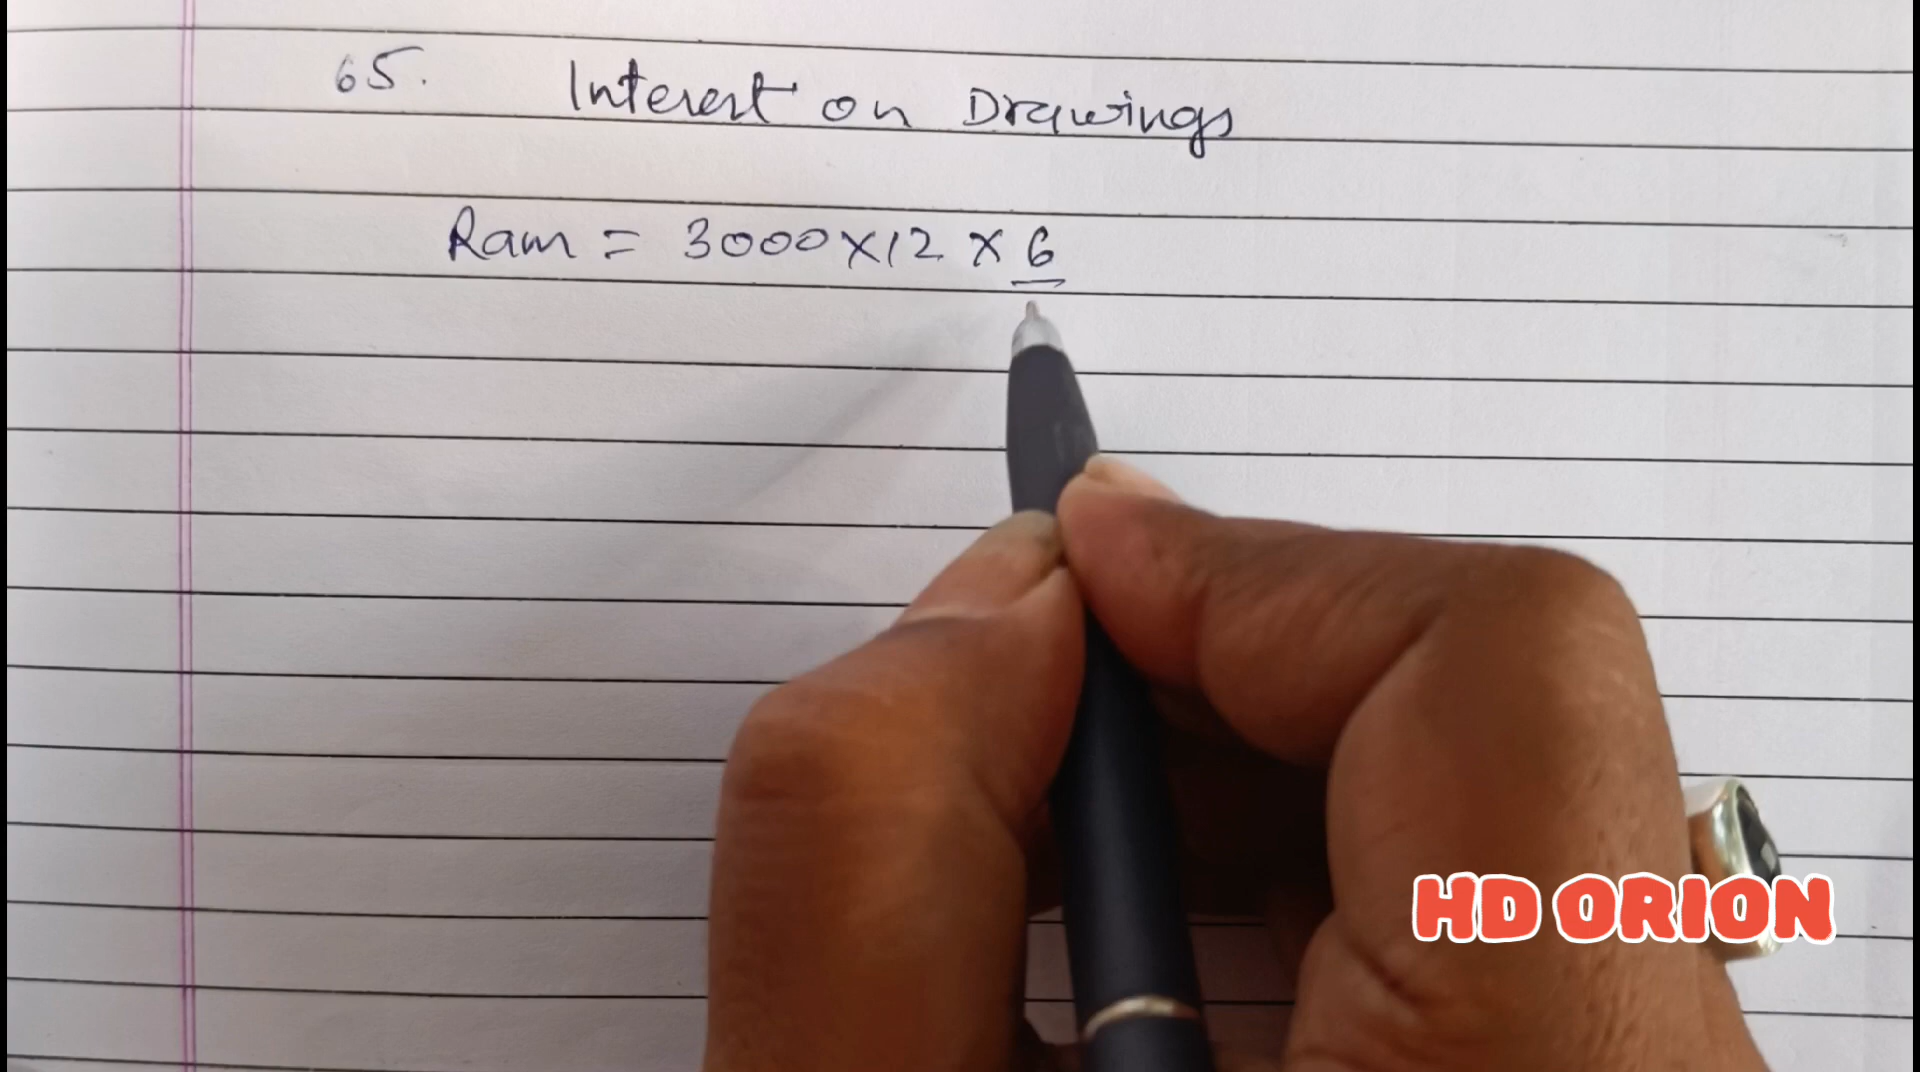 65. Interest on Drawings
Ram = 3000 × 12 × 6
HD ORION